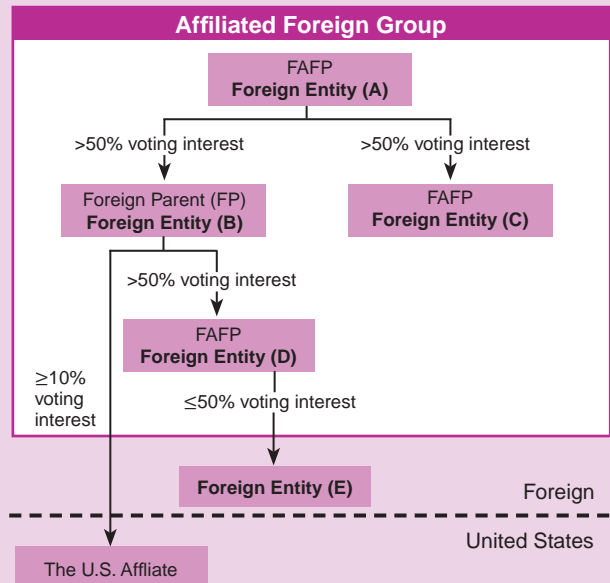 Affiliated Foreign Group
FAFP
Foreign Entity (A)
>50% voting interest
>50% voting interest
Foreign Parent (FP)
Foreign Entity (B)
FAFP
Foreign Entity (C)
>50% voting interest
FAFP
Foreign Entity (D)
≥10%
voting
interest
≤50% voting interest
Foreign Entity (E)
Foreign
United States
The U.S. Affliate